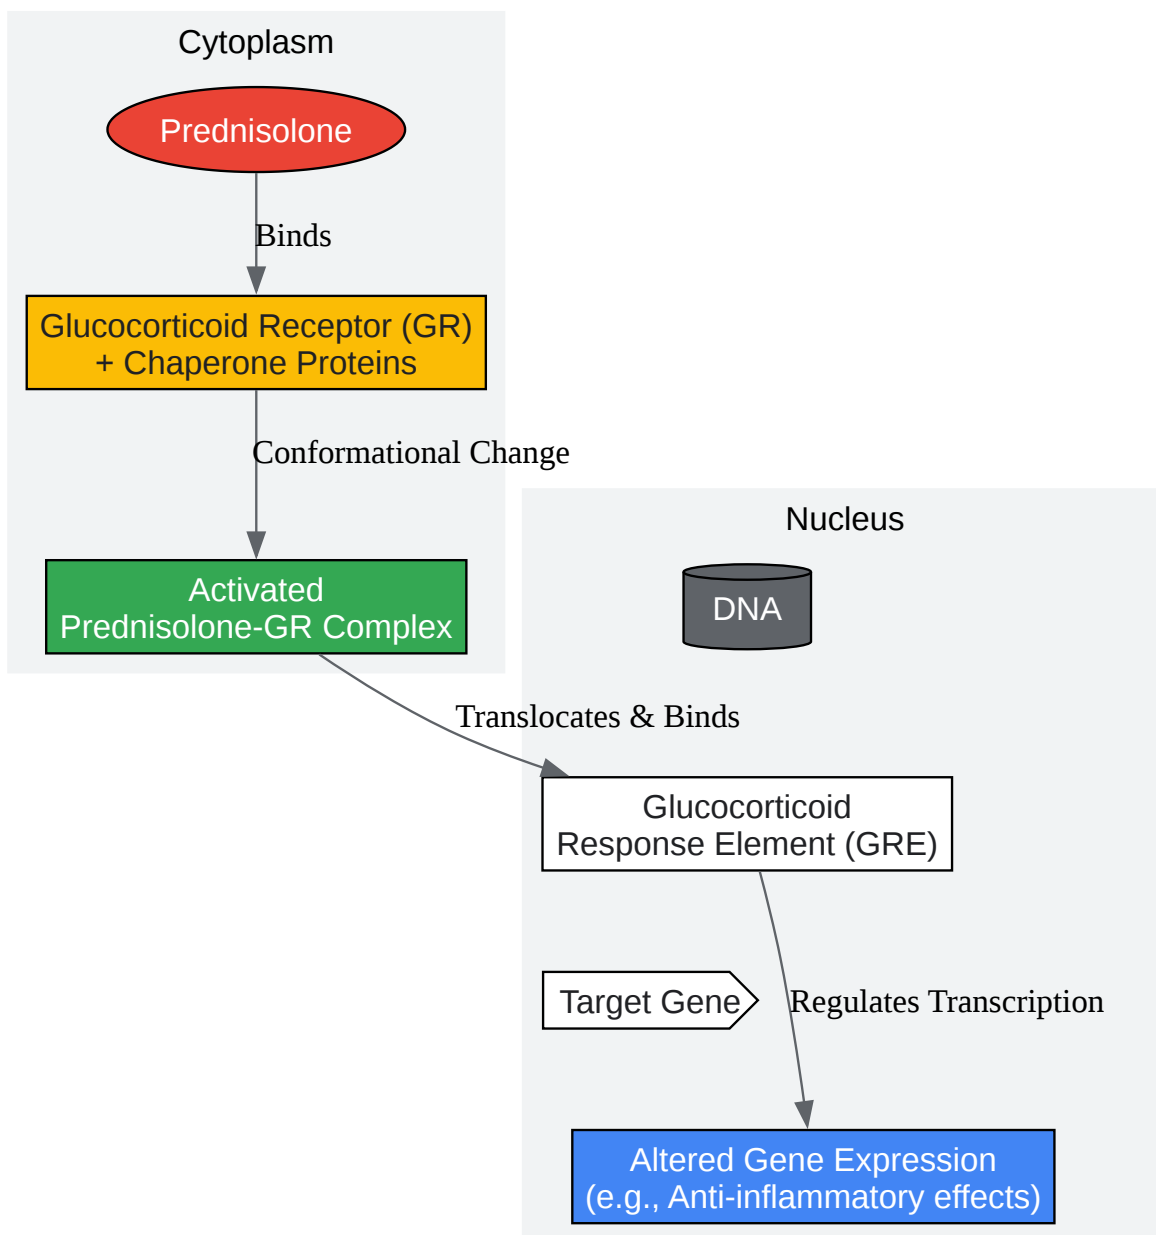 Cytoplasm
Prednisolone
Binds
Glucocorticoid Receptor (GR)
+ Chaperone Proteins
Conformational Change
Activated
Prednisolone-GR Complex
Nucleus
DNA
Translocates & Binds
Glucocorticoid
Response Element (GRE)
Target Gene
Regulates Transcription
Altered Gene Expression
(e.g., Anti-inflammatory effects)